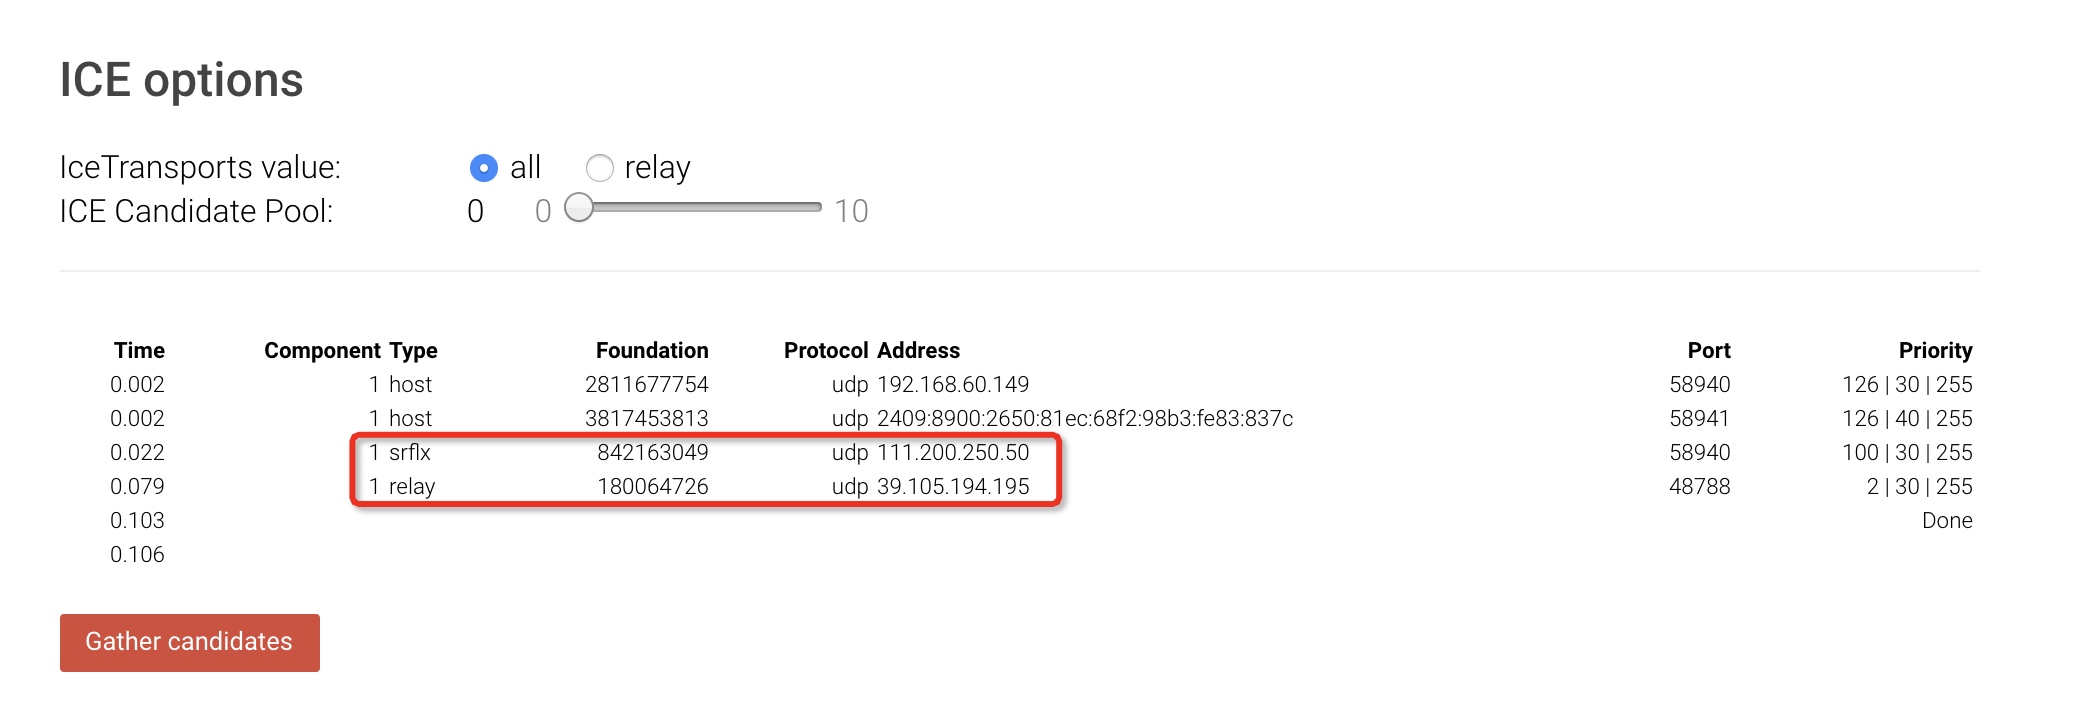 ICE options
IceTransports value: all relay
ICE Candidate Pool: 0 0 10
Time Component Type Foundation Protocol Address Port Priority
0.002 1 host 2811677754 udp 192.168.60.149 58940 126 | 30 | 255
0.002 1 host 3817453813 udp 2409:8900:2650:81ec:68f2:98b3:fe83:837c 58941 126 | 40 | 255
0.022 1 srflx 842163049 udp 111.200.250.50 58940 100 | 30 | 255
0.079 1 relay 180064726 udp 39.105.194.195 48788 2 | 30 | 255
0.103 Done
0.106
Gather candidates